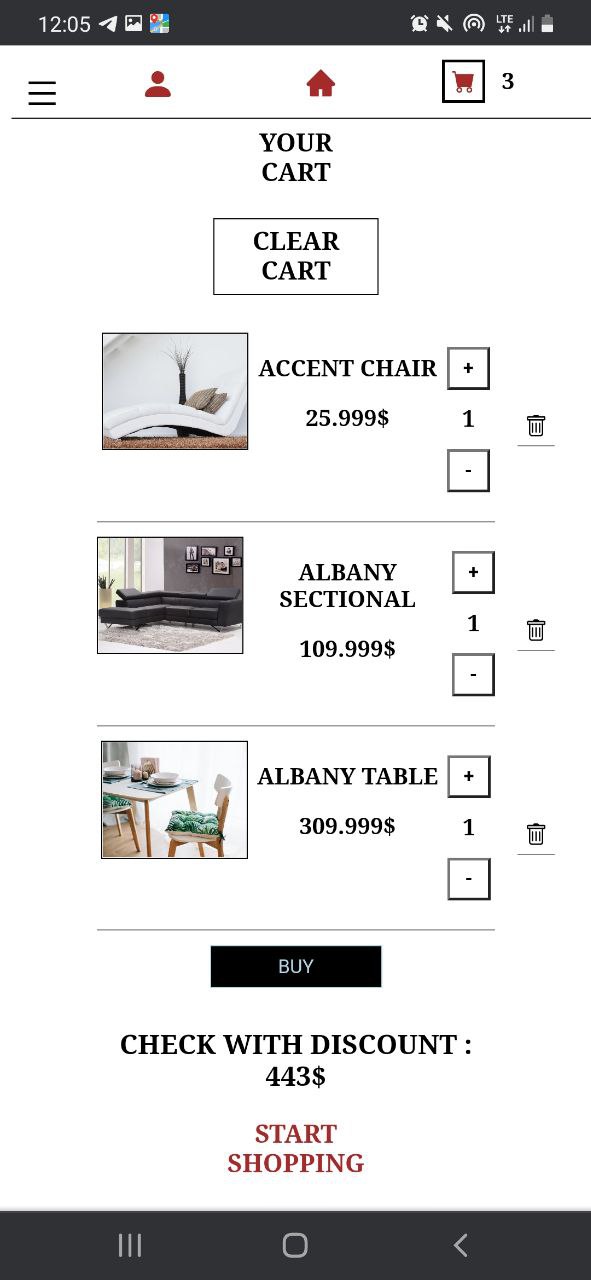 12:05
LTE
3
YOUR
CART
CLEAR
CART
ACCENT CHAIR
+
25.999$
1
-
ALBANY
SECTIONAL
+
109.999$
1
-
ALBANY TABLE
+
309.999$
1
-
BUY
CHECK WITH DISCOUNT :
443$
START
SHOPPING